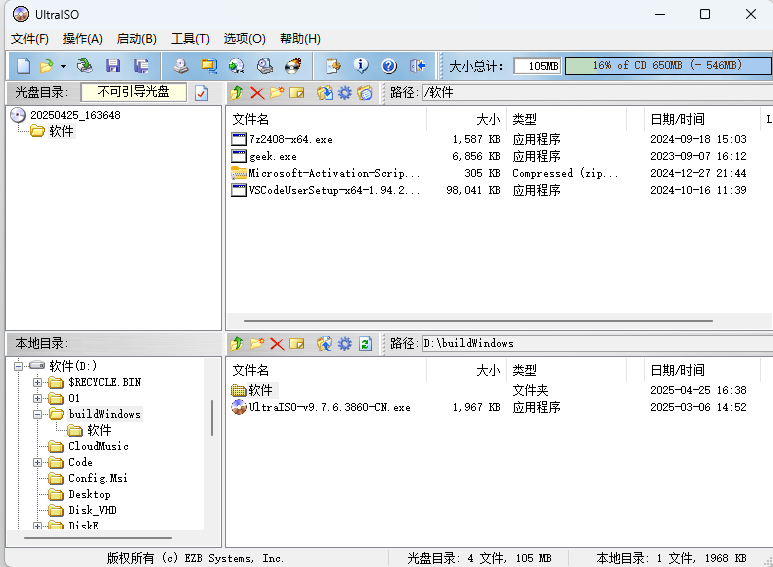 UltraISO
文件(F) 操作(A) 启动(B) 工具(T) 选项(O) 帮助(H)
大小总计: 105MB 16% of CD 650MB (- 546MB)
光盘目录: 不可引导光盘 路径: /软件
20250425_163648
软件
文件名 大小 类型 日期/时间 L
7z2408-x64.exe 1,587 KB 应用程序 2024-09-18 15:03
geek.exe 6,856 KB 应用程序 2023-09-07 16:12
Microsoft-Activation-Scrip... 305 KB Compressed (zip... 2024-12-27 21:44
VSCodeUserSetup-x64-1.94.2... 98,041 KB 应用程序 2024-10-16 11:39
本地目录: 路径: D:\buildWindows
软件(D:)
$RECYCLE.BIN
01
buildWindows
软件
CloudMusic
Code
Config.Msi
Desktop
Disk_VHD
DiskE
文件名 大小 类型 日期/时间
软件 文件夹 2025-04-25 16:38
UltraISO-v9.7.6.3860-CN.exe 1,967 KB 应用程序 2025-03-06 14:52
版权所有 (c) EZB Systems, Inc. 光盘目录: 4 文件, 105 MB 本地目录: 1 文件, 1968 KB